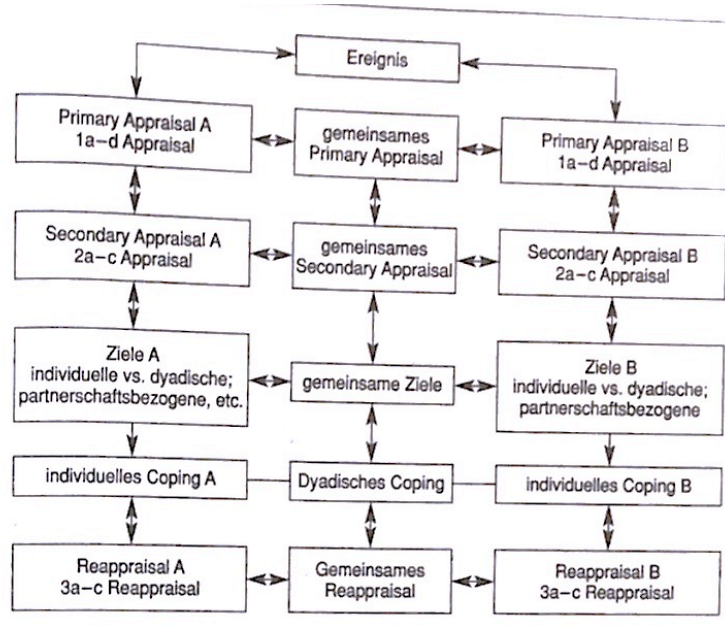 Ereignis
Primary Appraisal A
1a–d Appraisal
gemeinsames
Primary Appraisal
Primary Appraisal B
1a–d Appraisal
Secondary Appraisal A
2a–c Appraisal
gemeinsames
Secondary Appraisal
Secondary Appraisal B
2a–c Appraisal
Ziele A
individuelle vs. dyadische;
partnerschaftsbezogene, etc.
gemeinsame Ziele
Ziele B
individuelle vs. dyadische;
partnerschaftsbezogene
individuelles Coping A
Dyadisches Coping
individuelles Coping B
Reappraisal A
3a–c Reappraisal
Gemeinsames
Reappraisal
Reappraisal B
3a–c Reappraisal